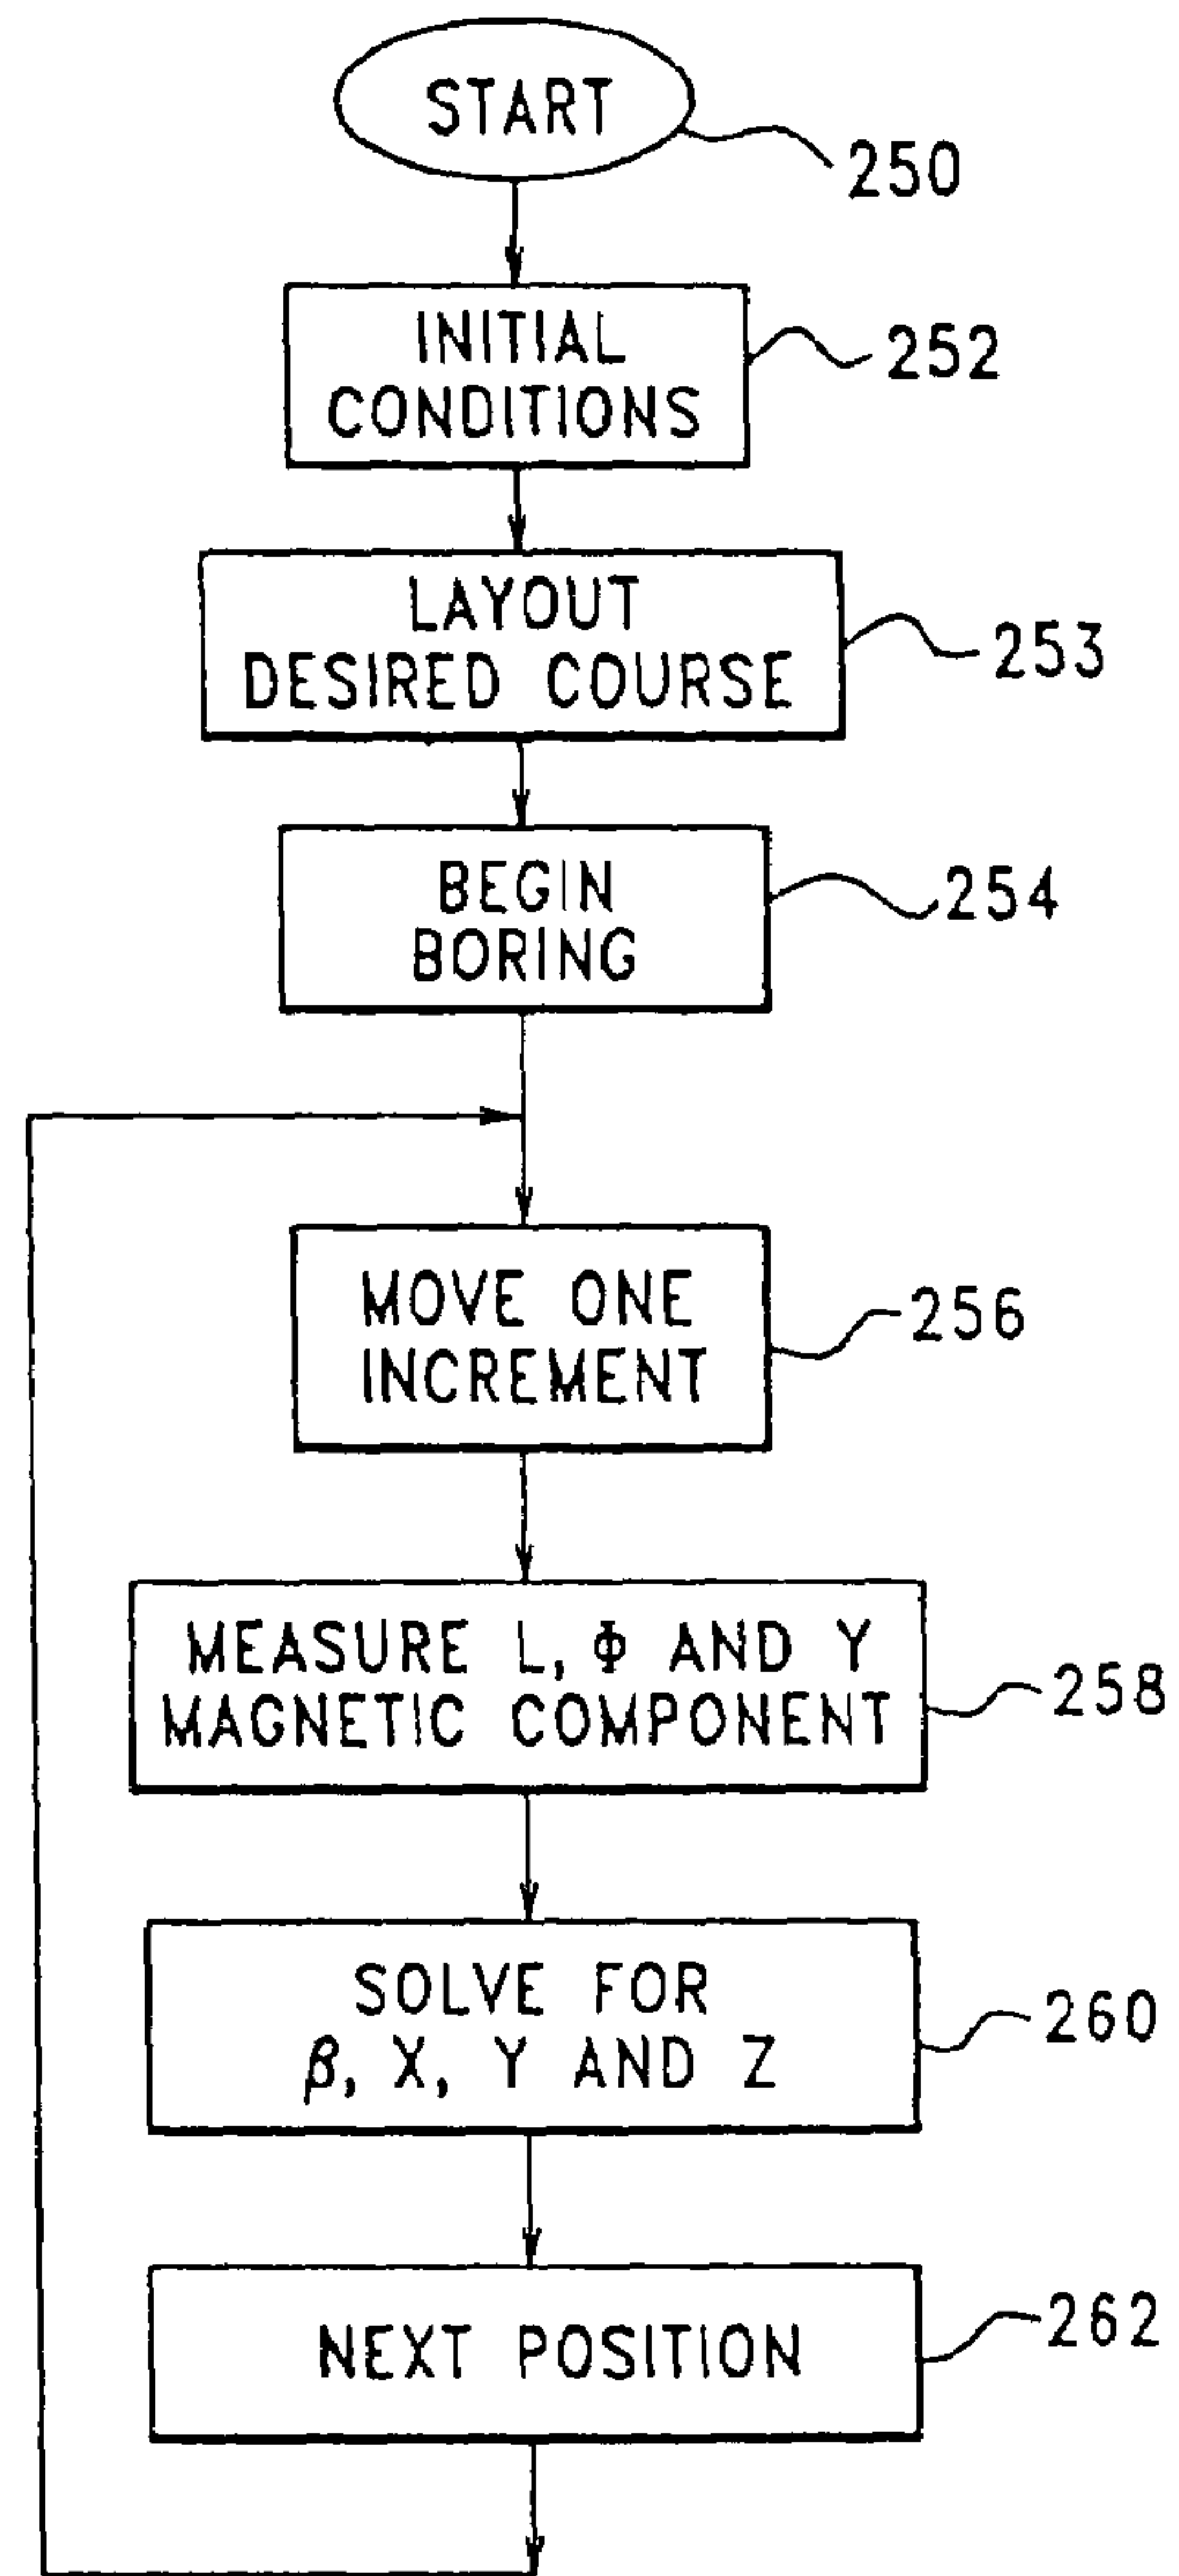 START
250
INITIAL
CONDITIONS
252
LAYOUT
DESIRED COURSE
253
BEGIN
BORING
254
MOVE ONE
INCREMENT
256
MEASURE L, Φ AND Y
MAGNETIC COMPONENT
258
SOLVE FOR
β, X, Y AND Z
260
NEXT POSITION
262